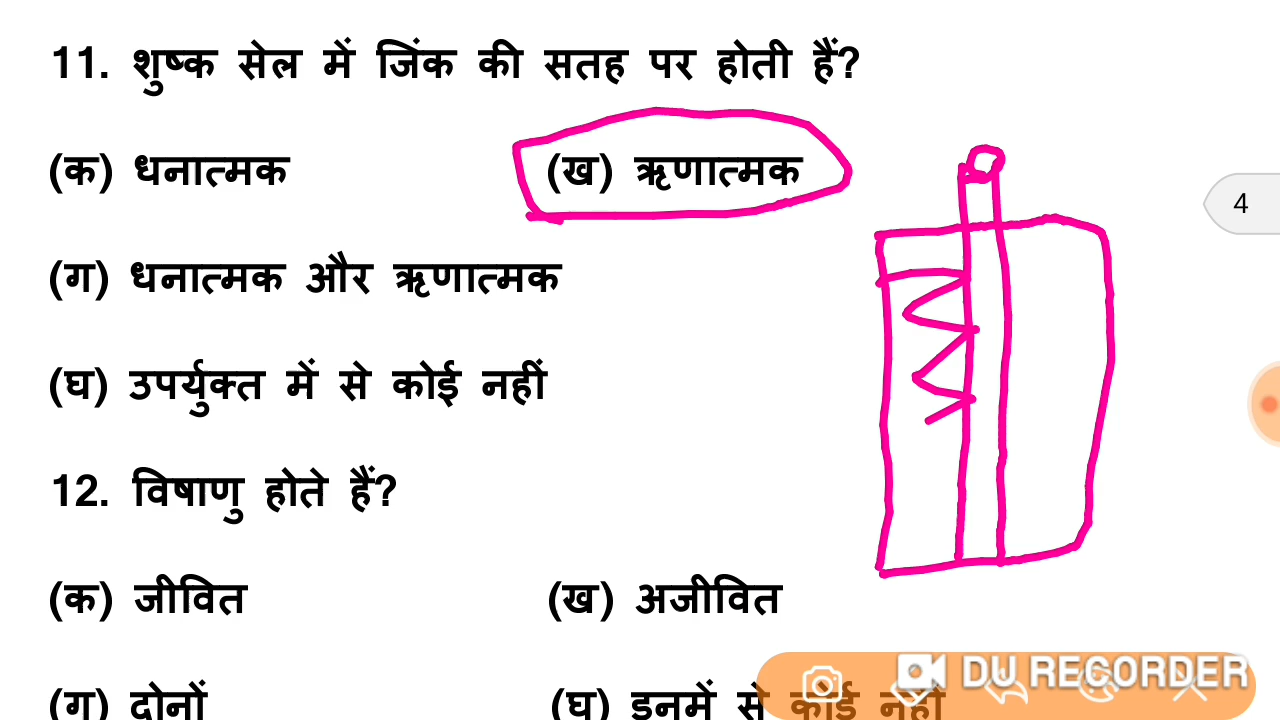 11. शुष्क सेल में जिंक की सतह पर होती हैं?
(क) धनात्मक (ख) ऋणात्मक
4
(ग) धनात्मक और ऋणात्मक
(घ) उपर्युक्त में से कोई नहीं
12. विषाणु होते हैं?
(क) जीवित (ख) अजीवित
DU RECORDER
(ग) दोनों (घ) इनमें से कोई नहीं